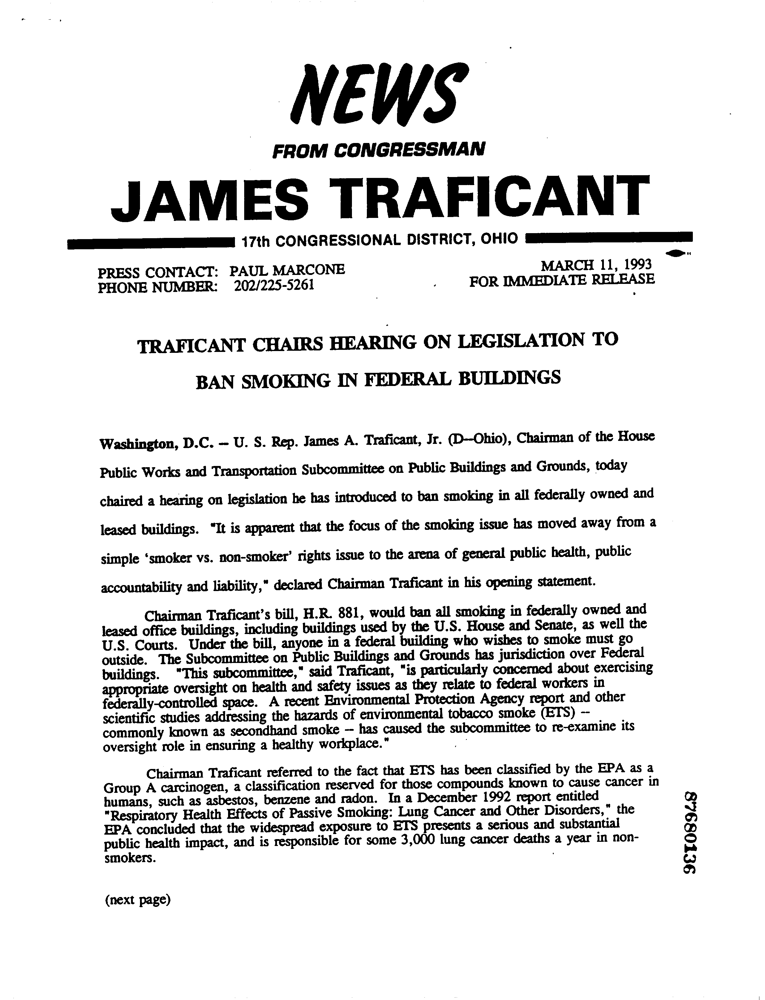 NEWS
FROM CONGRESSMAN
JAMES TRAFICANT
17th CONGRESSIONAL DISTRICT, OHIO
PRESS CONTACT: PAUL MARCONE
PHONE NUMBER: 202/225-5261
MARCH 11, 1993
FOR IMMEDIATE RELEASE
TRAFICANT CHAIRS HEARING ON LEGISLATION TO
BAN SMOKING IN FEDERAL BUILDINGS
Washington, D.C. – U. S. Rep. James A. Traficant, Jr. (D--Ohio), Chairman of the House
Public Works and Transportation Subcommittee on Public Buildings and Grounds, today
chaired a hearing on legislation he has introduced to ban smoking in all federally owned and
leased buildings. "It is apparent that the focus of the smoking issue has moved away from a
simple ‘smoker vs. non-smoker’ rights issue to the arena of general public health, public
accountability and liability," declared Chairman Traficant in his opening statement.
Chairman Traficant's bill, H.R. 881, would ban all smoking in federally owned and
leased office buildings, including buildings used by the U.S. House and Senate, as well the
U.S. Courts. Under the bill, anyone in a federal building who wishes to smoke must go
outside. The Subcommittee on Public Buildings and Grounds has jurisdiction over Federal
buildings. "This subcommittee," said Traficant, "is particularly concerned about exercising
appropriate oversight on health and safety issues as they relate to federal workers in
federally-controlled space. A recent Environmental Protection Agency report and other
scientific studies addressing the hazards of environmental tobacco smoke (ETS) --
commonly known as secondhand smoke -- has caused the subcommittee to re-examine its
oversight role in ensuring a healthy workplace."
Chairman Traficant referred to the fact that ETS has been classified by the EPA as a
Group A carcinogen, a classification reserved for those compounds known to cause cancer in
humans, such as asbestos, benzene and radon. In a December 1992 report entitled
"Respiratory Health Effects of Passive Smoking: Lung Cancer and Other Disorders," the
EPA concluded that the widespread exposure to ETS presents a serious and substantial
public health impact, and is responsible for some 3,000 lung cancer deaths a year in non-
smokers.
(next page)
87680136